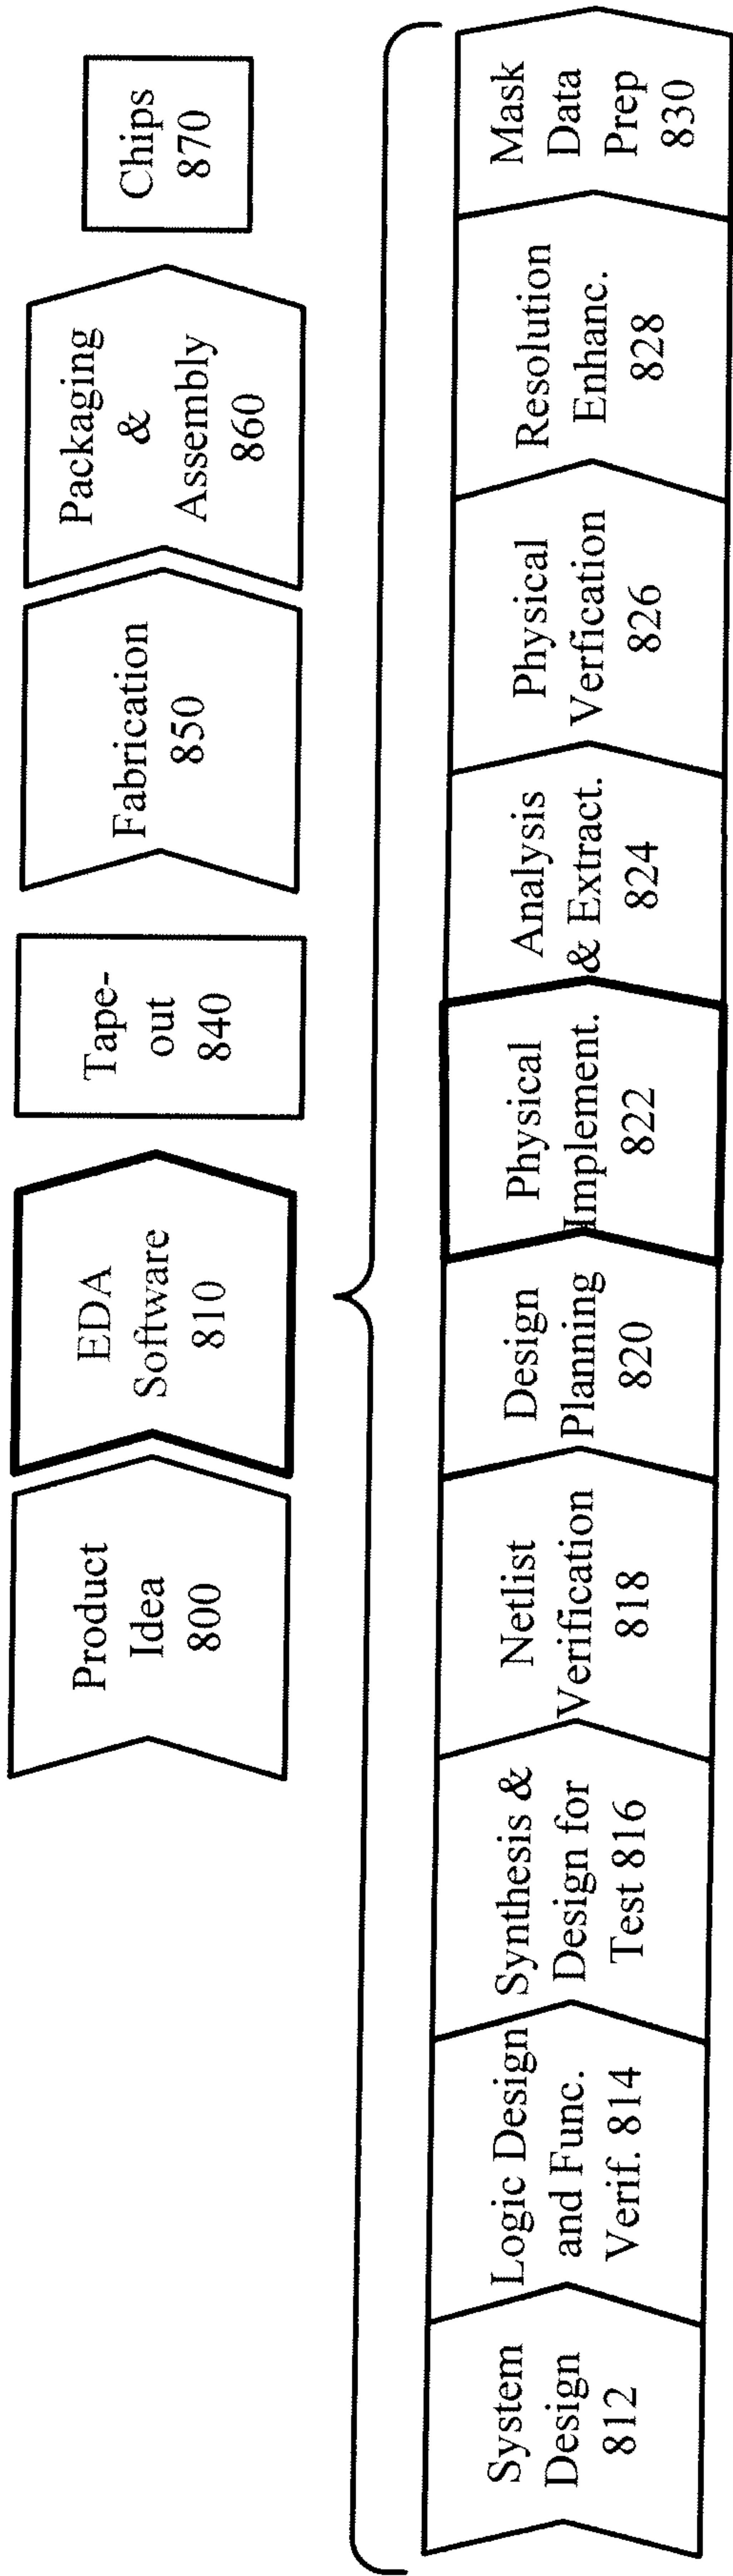 Product
Idea
800
EDA
Software
810
Tape-
out
840
Fabrication
850
Packaging
&
Assembly
860
Chips
870
System
Design
812
Logic Design
and Func.
Verif. 814
Synthesis &
Design for
Test 816
Netlist
Verification
818
Design
Planning
820
Physical
Implement.
822
Analysis
& Extract.
824
Physical
Verfication
826
Resolution
Enhanc.
828
Mask
Data
Prep
830